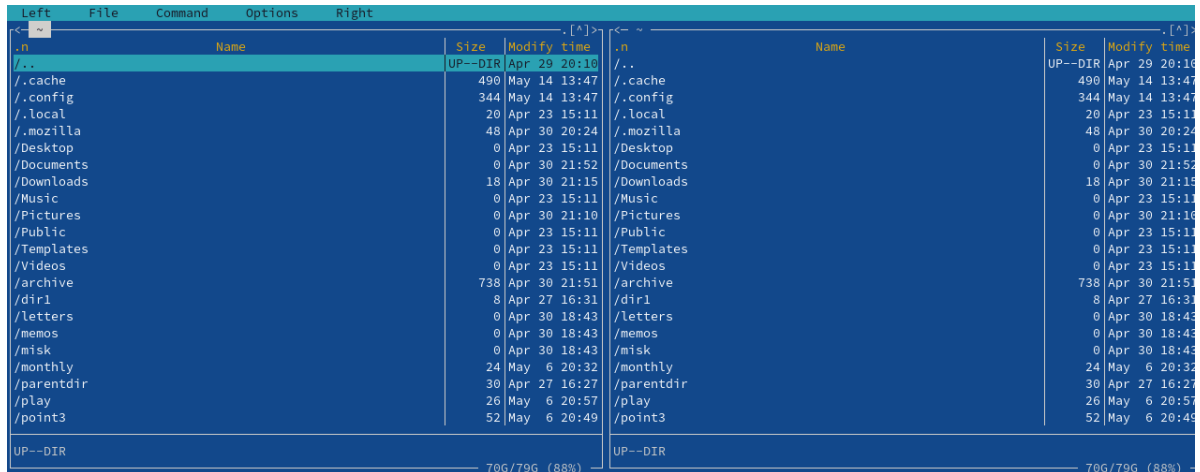 Left File Command Options Right
<- ~ .[^]> <- ~ .[^]>
.n Name Size Modify time .n Name Size Modify time
/.. UP--DIR Apr 29 20:10 /.. UP--DIR Apr 29 20:10
/.cache 490 May 14 13:47 /.cache 490 May 14 13:47
/.config 344 May 14 13:47 /.config 344 May 14 13:47
/.local 20 Apr 23 15:11 /.local 20 Apr 23 15:11
/.mozilla 48 Apr 30 20:24 /.mozilla 48 Apr 30 20:24
/Desktop 0 Apr 23 15:11 /Desktop 0 Apr 23 15:11
/Documents 0 Apr 30 21:52 /Documents 0 Apr 30 21:52
/Downloads 18 Apr 30 21:15 /Downloads 18 Apr 30 21:15
/Music 0 Apr 23 15:11 /Music 0 Apr 23 15:11
/Pictures 0 Apr 30 21:10 /Pictures 0 Apr 30 21:10
/Public 0 Apr 23 15:11 /Public 0 Apr 23 15:11
/Templates 0 Apr 23 15:11 /Templates 0 Apr 23 15:11
/Videos 0 Apr 23 15:11 /Videos 0 Apr 23 15:11
/archive 738 Apr 30 21:51 /archive 738 Apr 30 21:51
/dir1 8 Apr 27 16:31 /dir1 8 Apr 27 16:31
/letters 0 Apr 30 18:43 /letters 0 Apr 30 18:43
/memos 0 Apr 30 18:43 /memos 0 Apr 30 18:43
/misk 0 Apr 30 18:43 /misk 0 Apr 30 18:43
/monthly 24 May 6 20:32 /monthly 24 May 6 20:32
/parentdir 30 Apr 27 16:27 /parentdir 30 Apr 27 16:27
/play 26 May 6 20:57 /play 26 May 6 20:57
/point3 52 May 6 20:49 /point3 52 May 6 20:49
UP--DIR UP--DIR
70G/79G (88%) 70G/79G (88%)